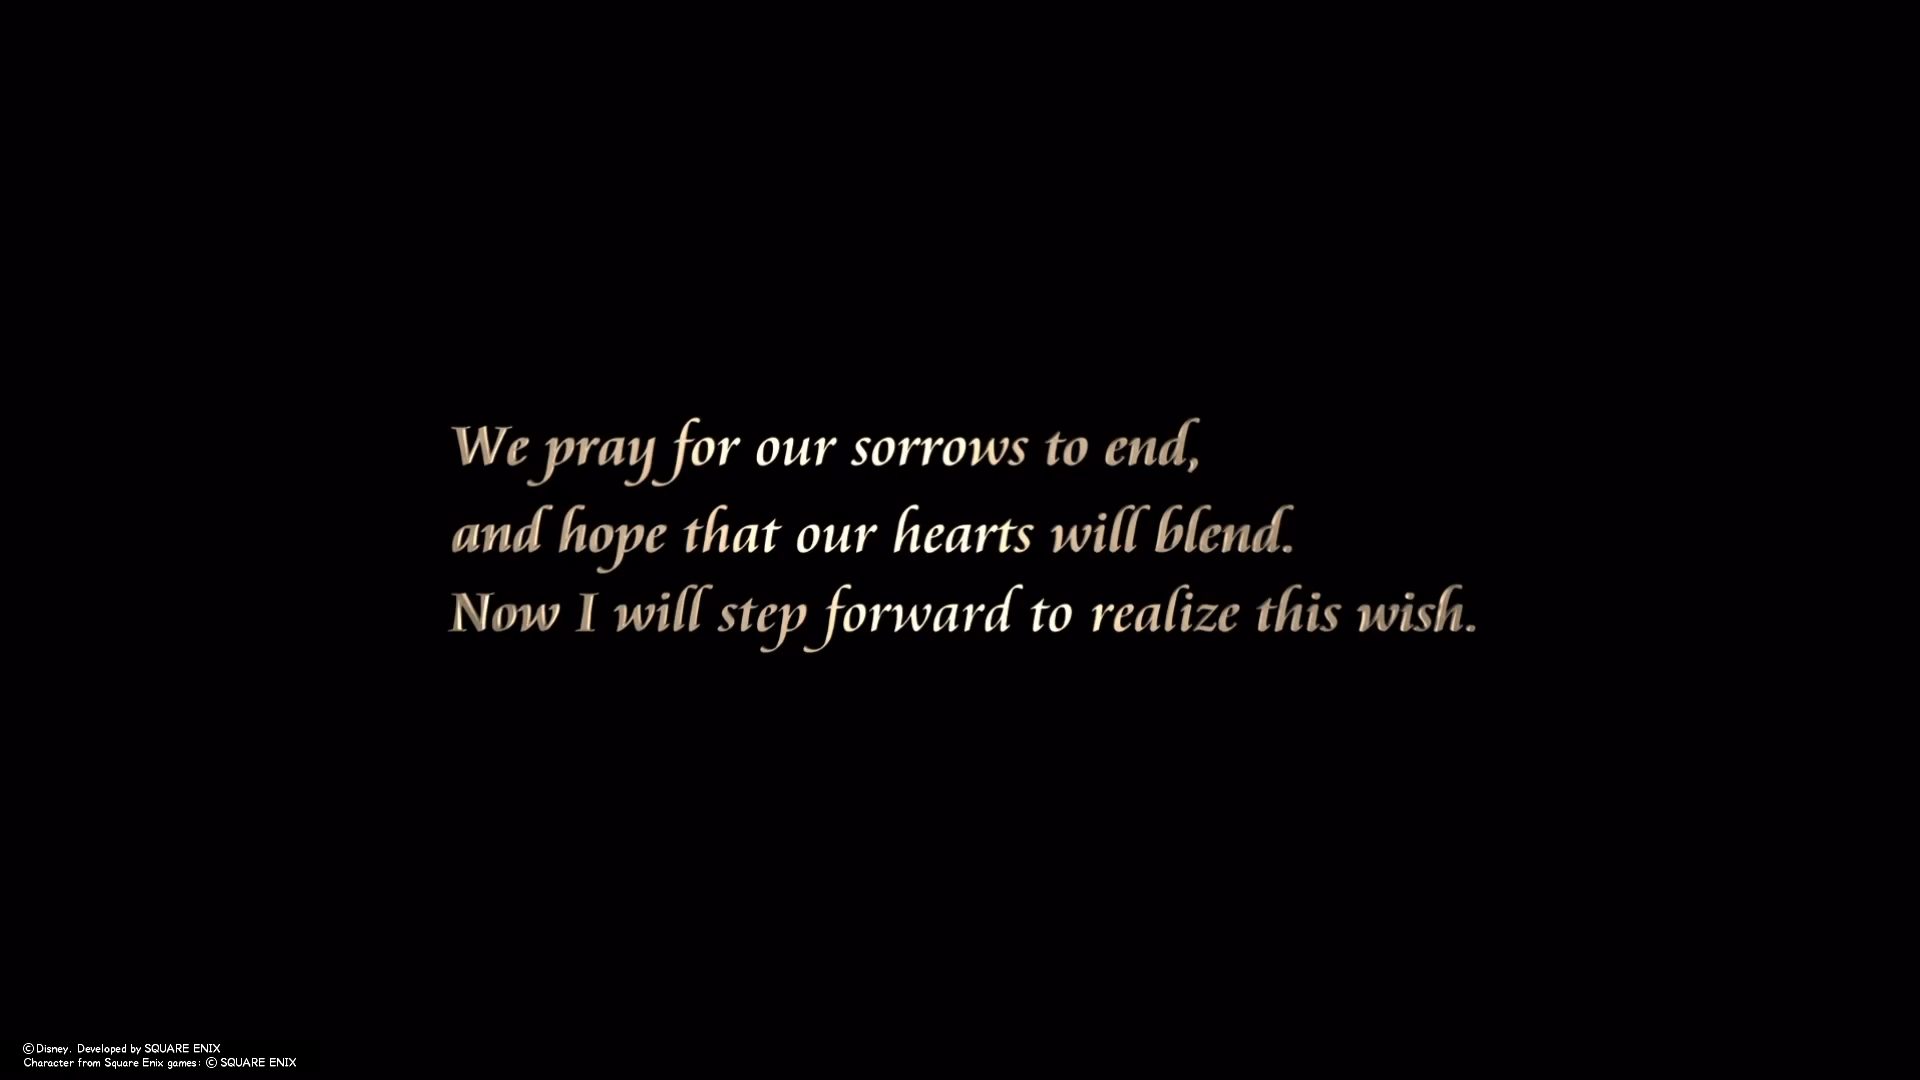 We pray for our sorrows to end,
and hope that our hearts will blend.
Now I will step forward to realize this wish.
©Disney. Developed by SQUARE ENIX
Character from Square Enix games: © SQUARE ENIX